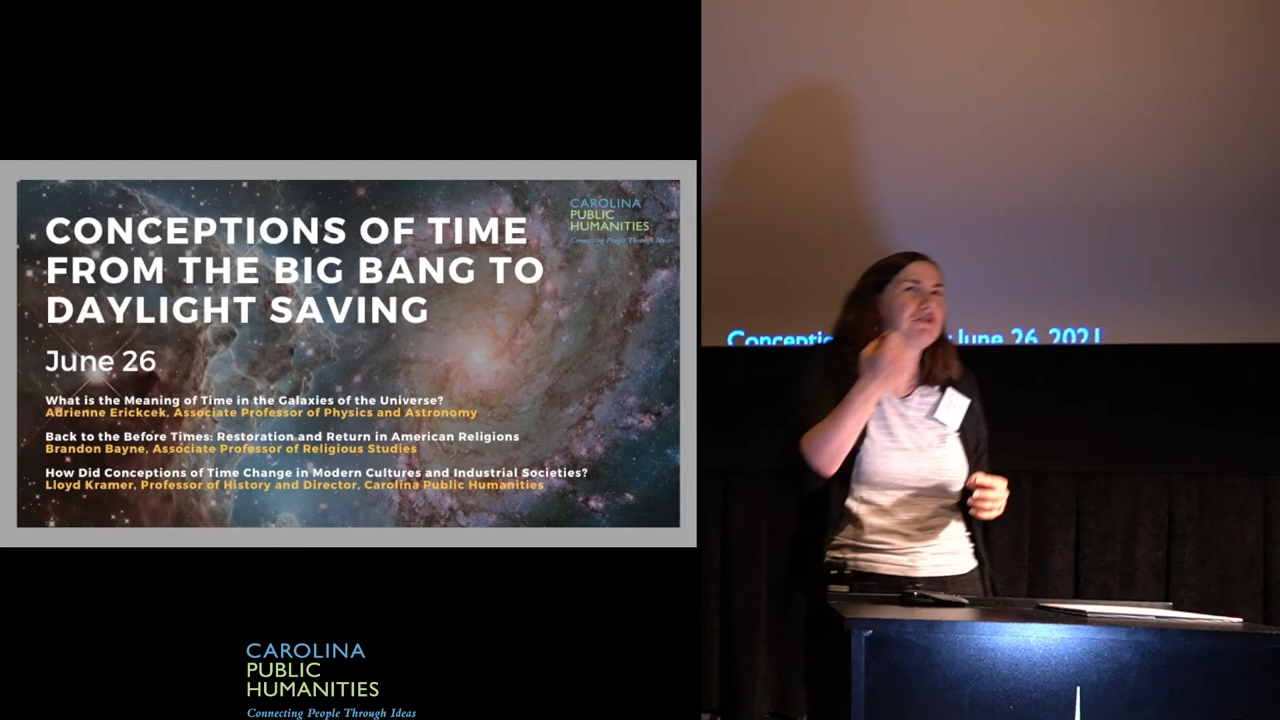 CONCEPTIONS OF TIME
FROM THE BIG BANG TO
DAYLIGHT SAVING
June 26
What is the Meaning of Time in the Galaxies of the Universe?
Adrienne Erickcek, Associate Professor of Physics and Astronomy
Back to the Before Times: Restoration and Return in American Religions
Brandon Bayne, Associate Professor of Religious Studies
How Did Conceptions of Time Change in Modern Cultures and Industrial Societies?
Lloyd Kramer, Professor of History and Director, Carolina Public Humanities
CAROLINA
PUBLIC
HUMANITIES
Connecting People Through Ideas
June 26, 2021
CAROLINA
PUBLIC
HUMANITIES
Connecting People Through Ideas